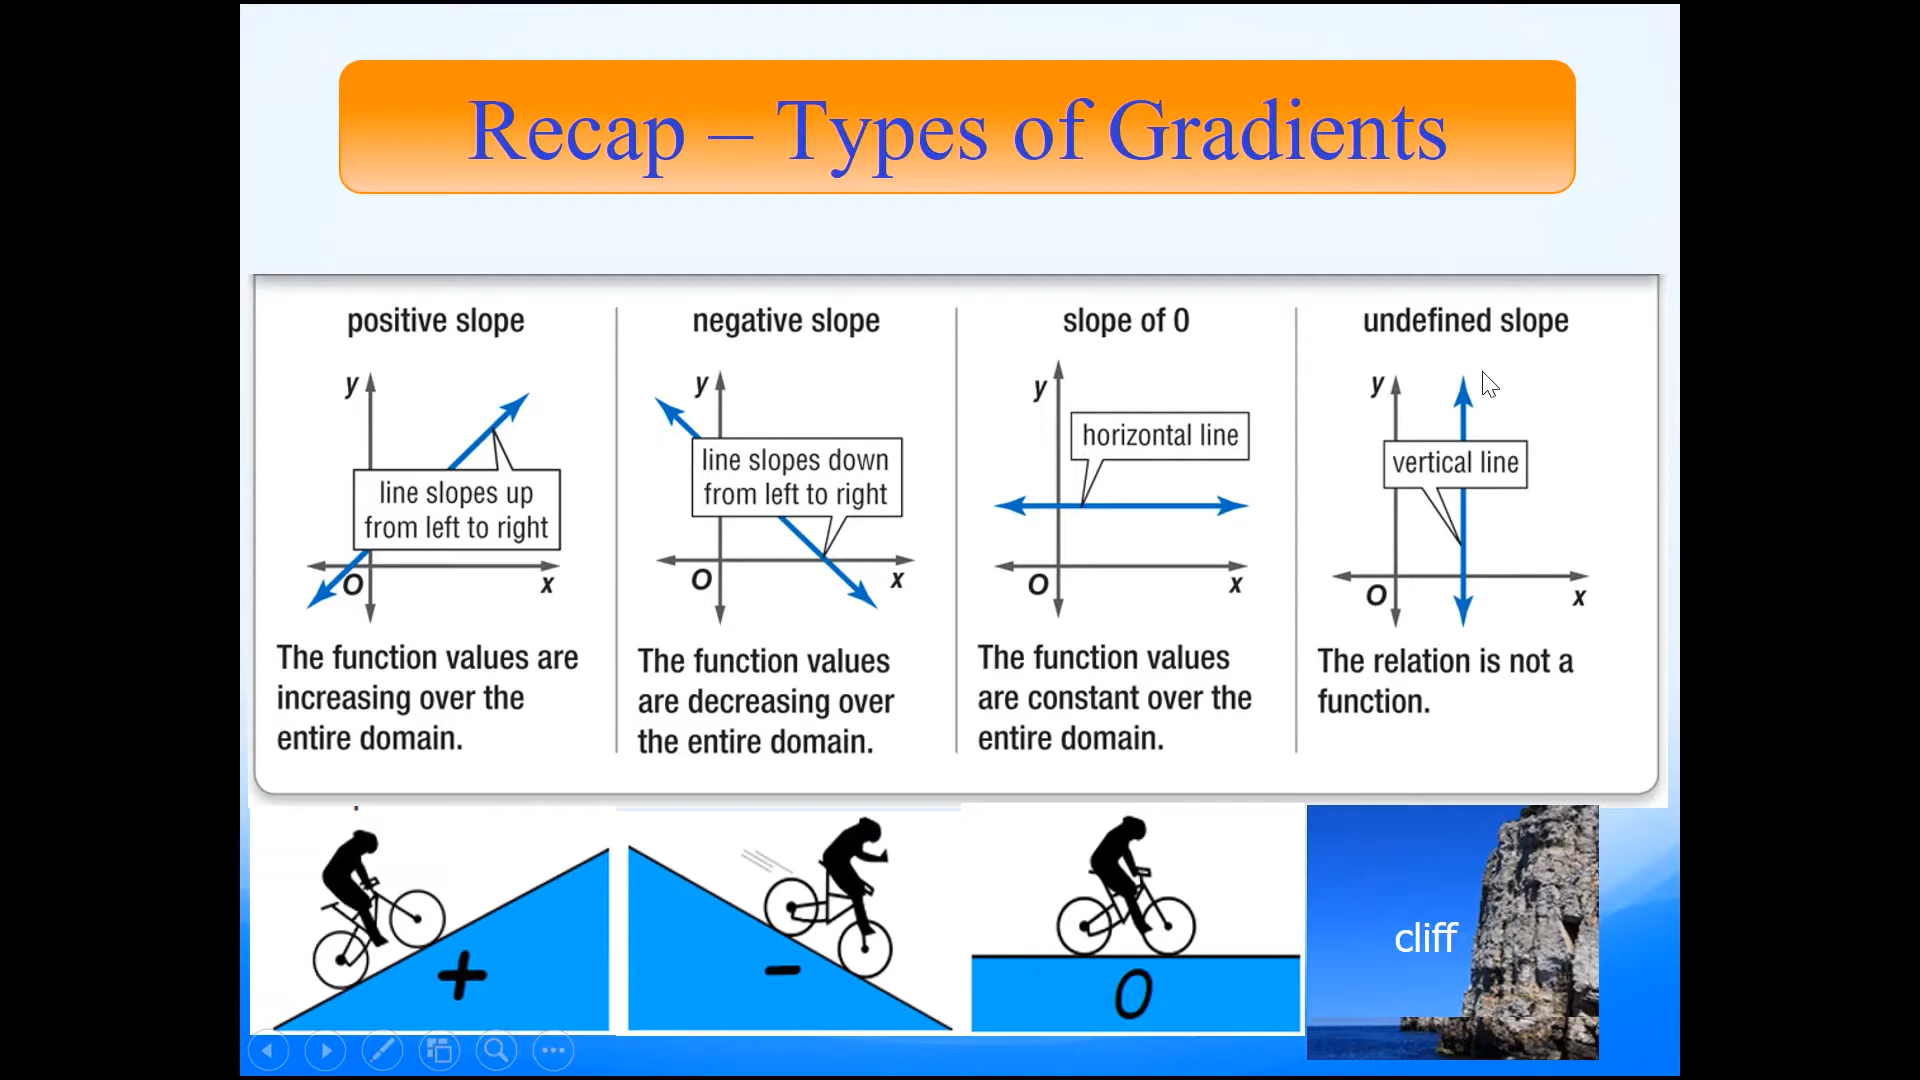 Recap – Types of Gradients
positive slope
y
line slopes up
from left to right
O
x
The function values are
increasing over the
entire domain.
negative slope
y
line slopes down
from left to right
O
x
The function values
are decreasing over
the entire domain.
slope of 0
y
horizontal line
O
x
The function values
are constant over the
entire domain.
undefined slope
y
vertical line
O
x
The relation is not a
function.
+
-
0
cliff